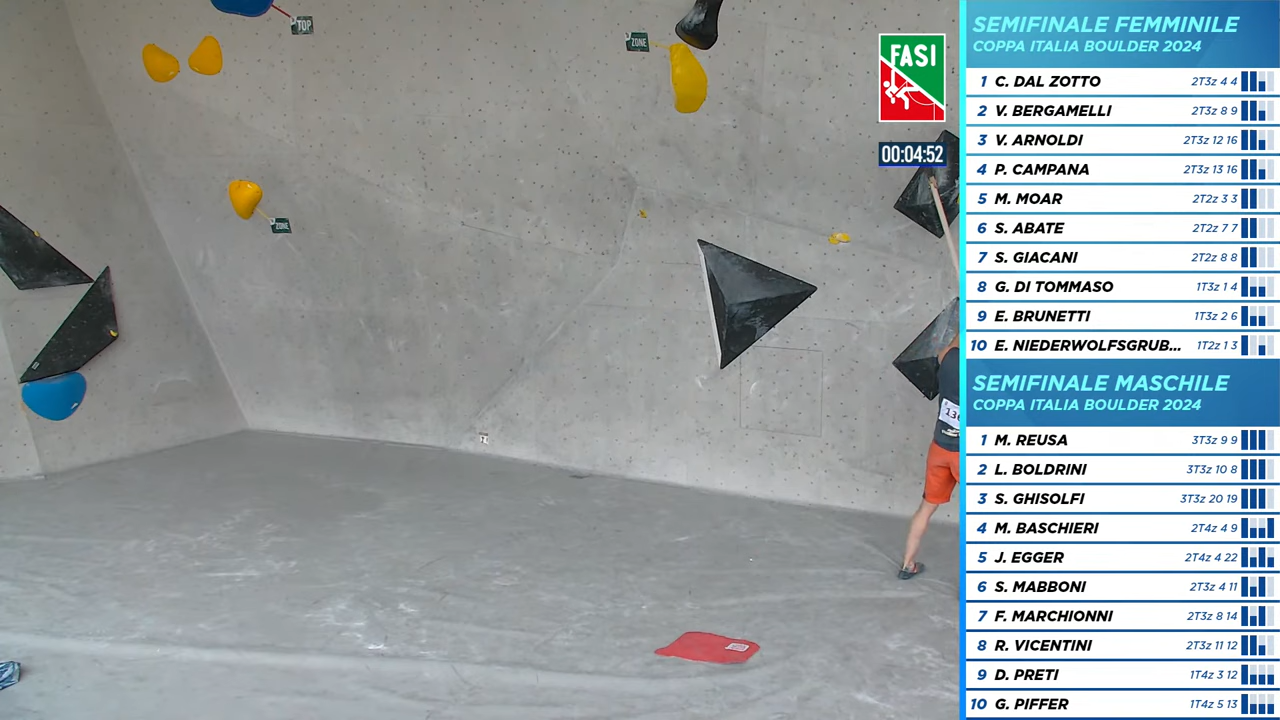 TOP
ZONE
ZONE
FASI
00:04:52
SEMIFINALE FEMMINILE
COPPA ITALIA BOULDER 2024
1 C. DAL ZOTTO 2T3z 4 4
2 V. BERGAMELLI 2T3z 8 9
3 V. ARNOLDI 2T3z 12 16
4 P. CAMPANA 2T3z 13 16
5 M. MOAR 2T2z 3 3
6 S. ABATE 2T2z 7 7
7 S. GIACANI 2T2z 8 8
8 G. DI TOMMASO 1T3z 1 4
9 E. BRUNETTI 1T3z 2 6
10 E. NIEDERWOLFSGRUB... 1T2z 1 3
SEMIFINALE MASCHILE
COPPA ITALIA BOULDER 2024
1 M. REUSA 3T3z 9 9
2 L. BOLDRINI 3T3z 10 8
3 S. GHISOLFI 3T3z 20 19
4 M. BASCHIERI 2T4z 4 9
5 J. EGGER 2T4z 4 22
6 S. MABBONI 2T3z 4 11
7 F. MARCHIONNI 2T3z 8 14
8 R. VICENTINI 2T3z 11 12
9 D. PRETI 1T4z 3 12
10 G. PIFFER 1T4z 5 13